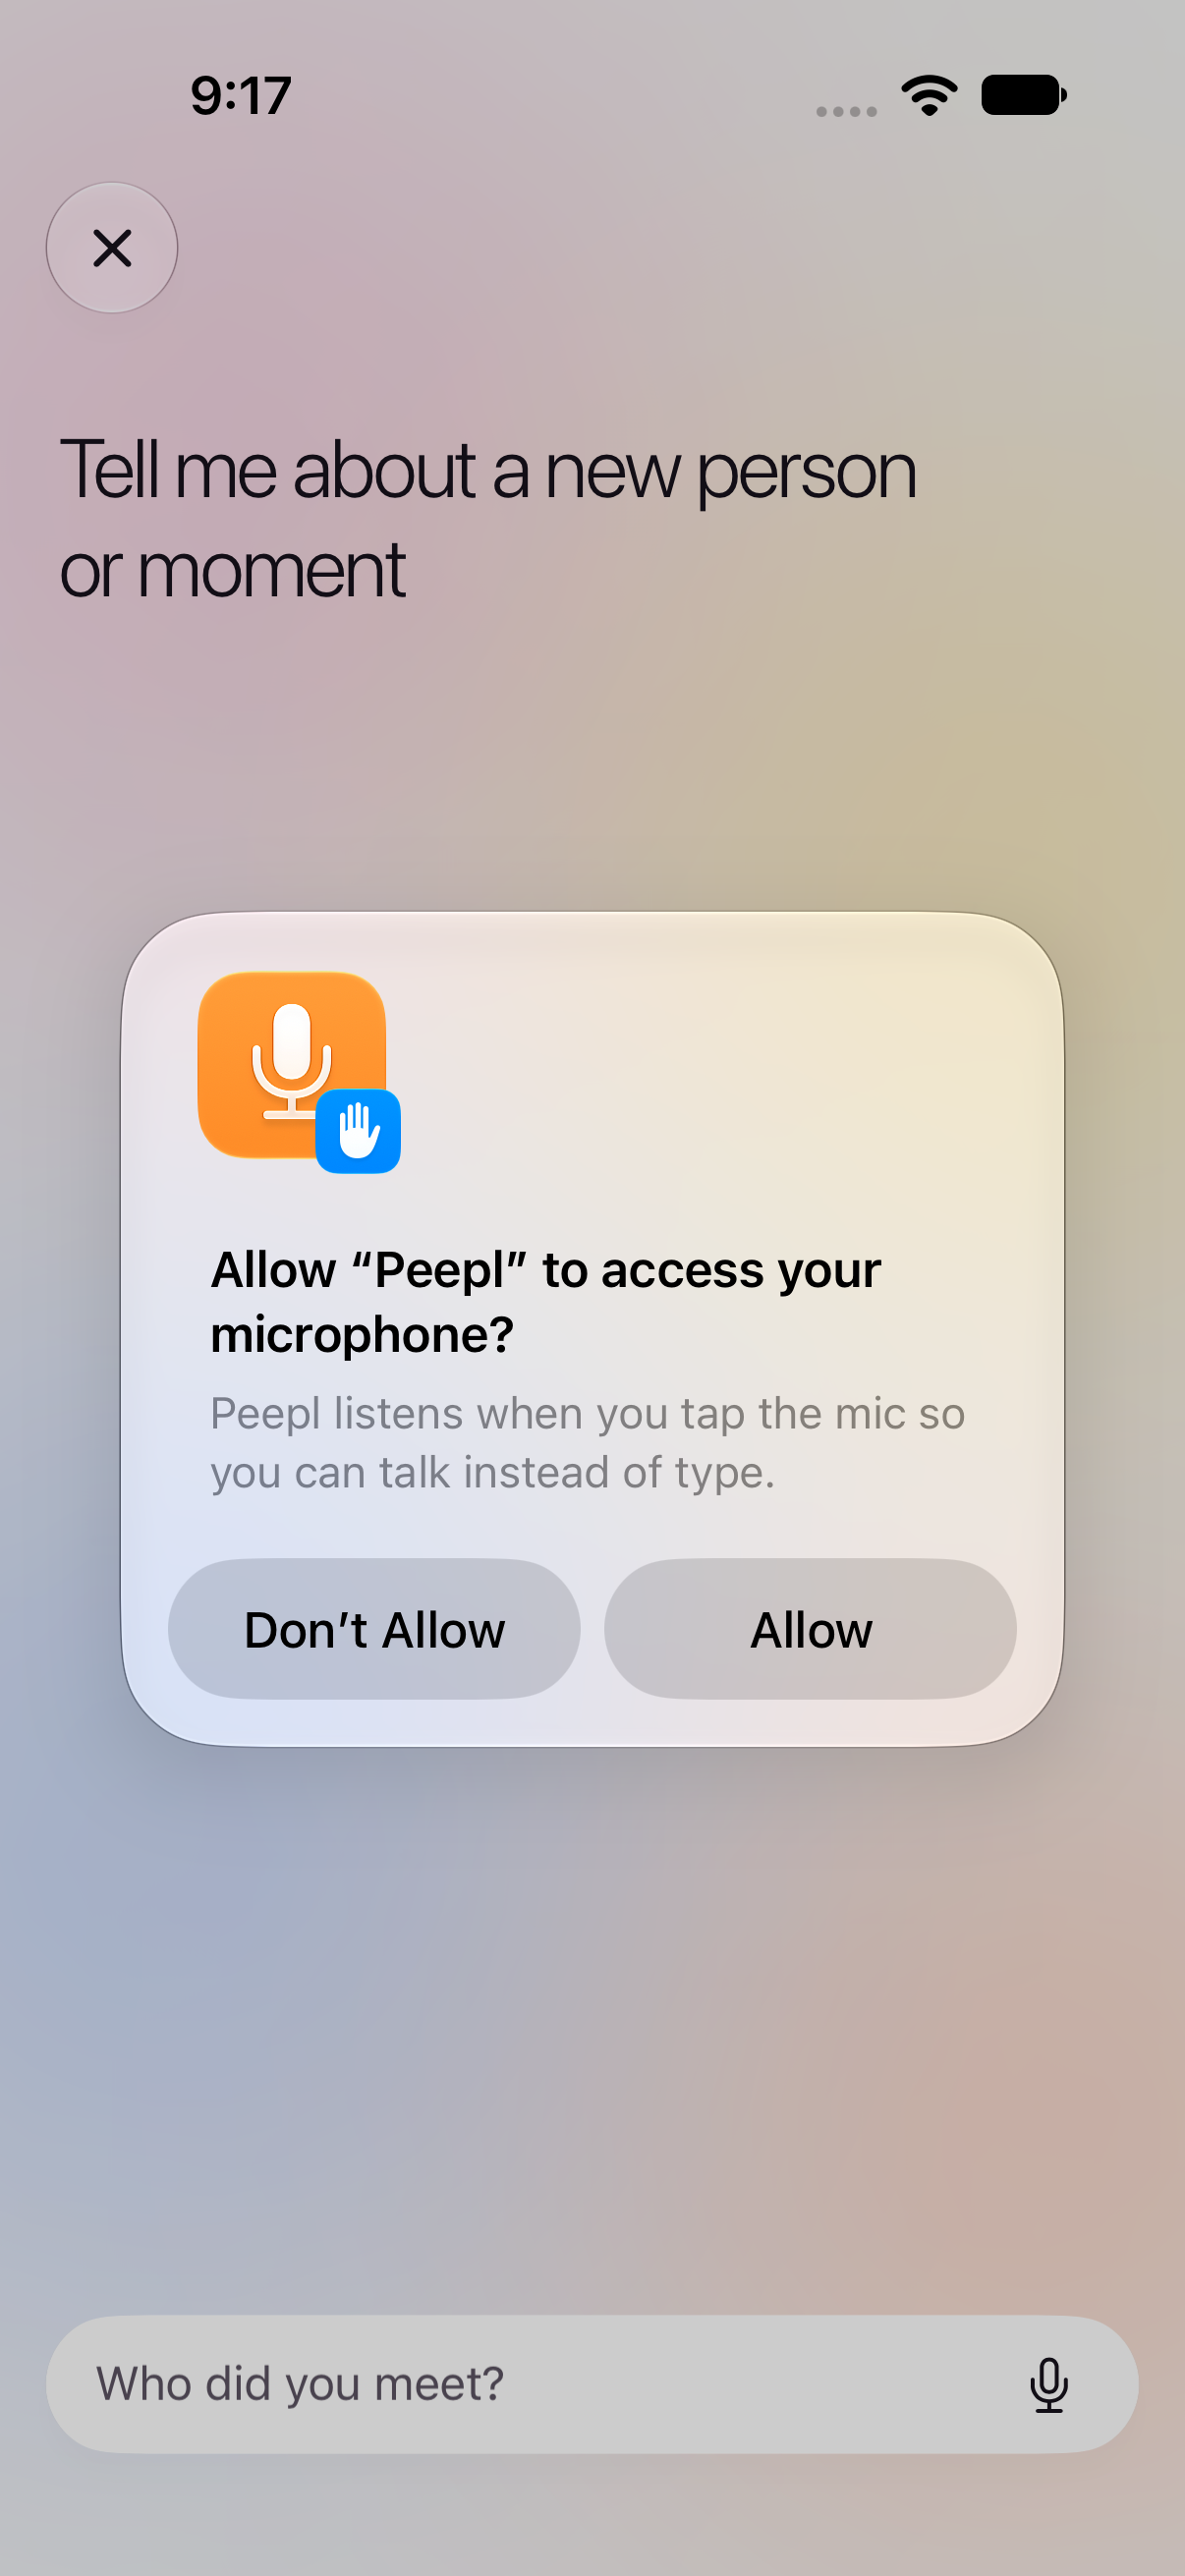 9:17
Tell me about a new person
or moment
Allow “Peepl” to access your
microphone?
Peepl listens when you tap the mic so
you can talk instead of type.
Don’t Allow
Allow
Who did you meet?